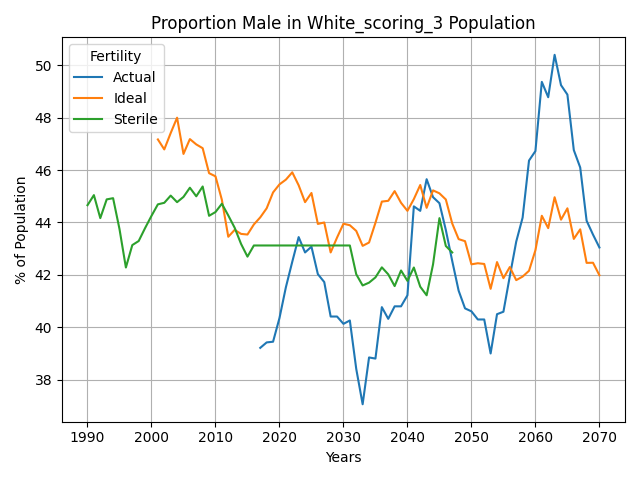 Proportion Male in White_scoring_3 Population
Fertility
Actual
Ideal
Sterile
% of Population
50
48
46
44
42
40
38
1990 2000 2010 2020 2030 2040 2050 2060 2070
Years